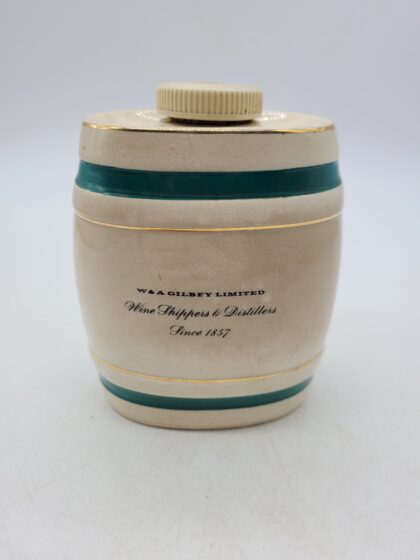 W & A GILBEY LIMITED
Wine Shippers & Distillers
Since 1857